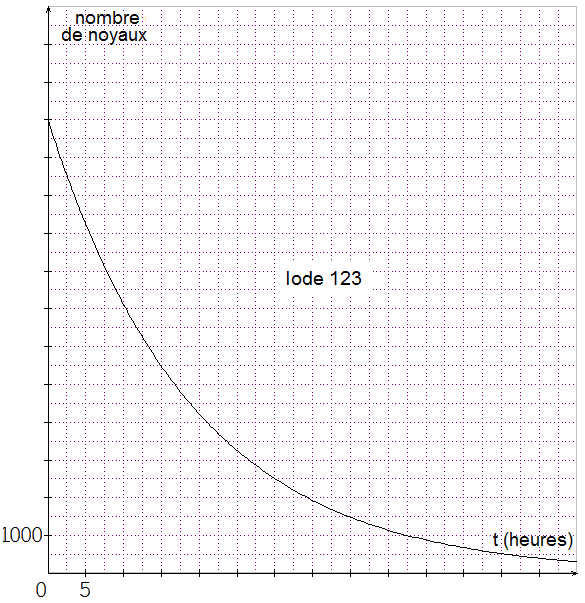 nombre
de noyaux
Iode 123
1000
t (heures)
0
5